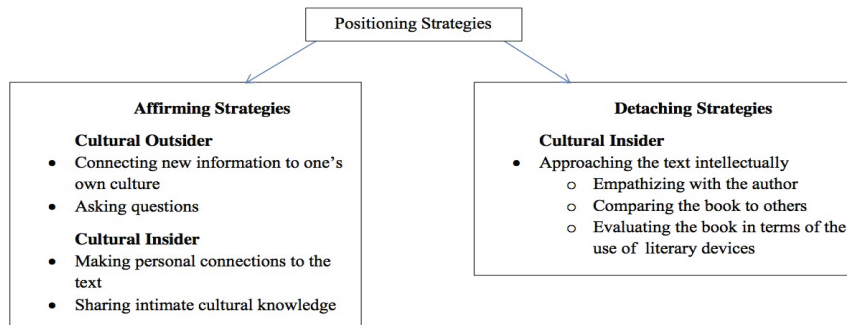 Positioning Strategies
Affirming Strategies
Cultural Outsider
• Connecting new information to one's
own culture
• Asking questions
Cultural Insider
• Making personal connections to the
text
• Sharing intimate cultural knowledge
Detaching Strategies
Cultural Insider
• Approaching the text intellectually
o Empathizing with the author
o Comparing the book to others
o Evaluating the book in terms of the
use of literary devices